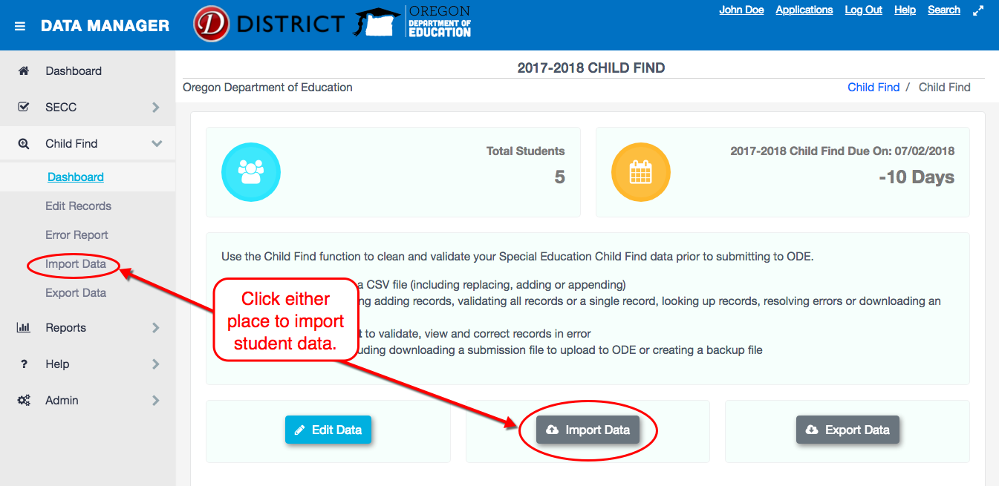 DATA MANAGER
D DISTRICT
OREGON
DEPARTMENT OF
EDUCATION
John Doe Applications Log Out Help Search
Dashboard
SECC
Child Find
Dashboard
Edit Records
Error Report
Import Data
Export Data
Reports
? Help
Admin
2017-2018 CHILD FIND
Oregon Department of Education
Child Find / Child Find
Total Students
5
2017-2018 Child Find Due On: 07/02/2018
-10 Days
Use the Child Find function to clean and validate your Special Education Child Find data prior to submitting to ODE.
a CSV file (including replacing, adding or appending)
ng adding records, validating all records or a single record, looking up records, resolving errors or downloading an
t to validate, view and correct records in error
uding downloading a submission file to upload to ODE or creating a backup file
Click either
place to import
student data.
Edit Data
Import Data
Export Data